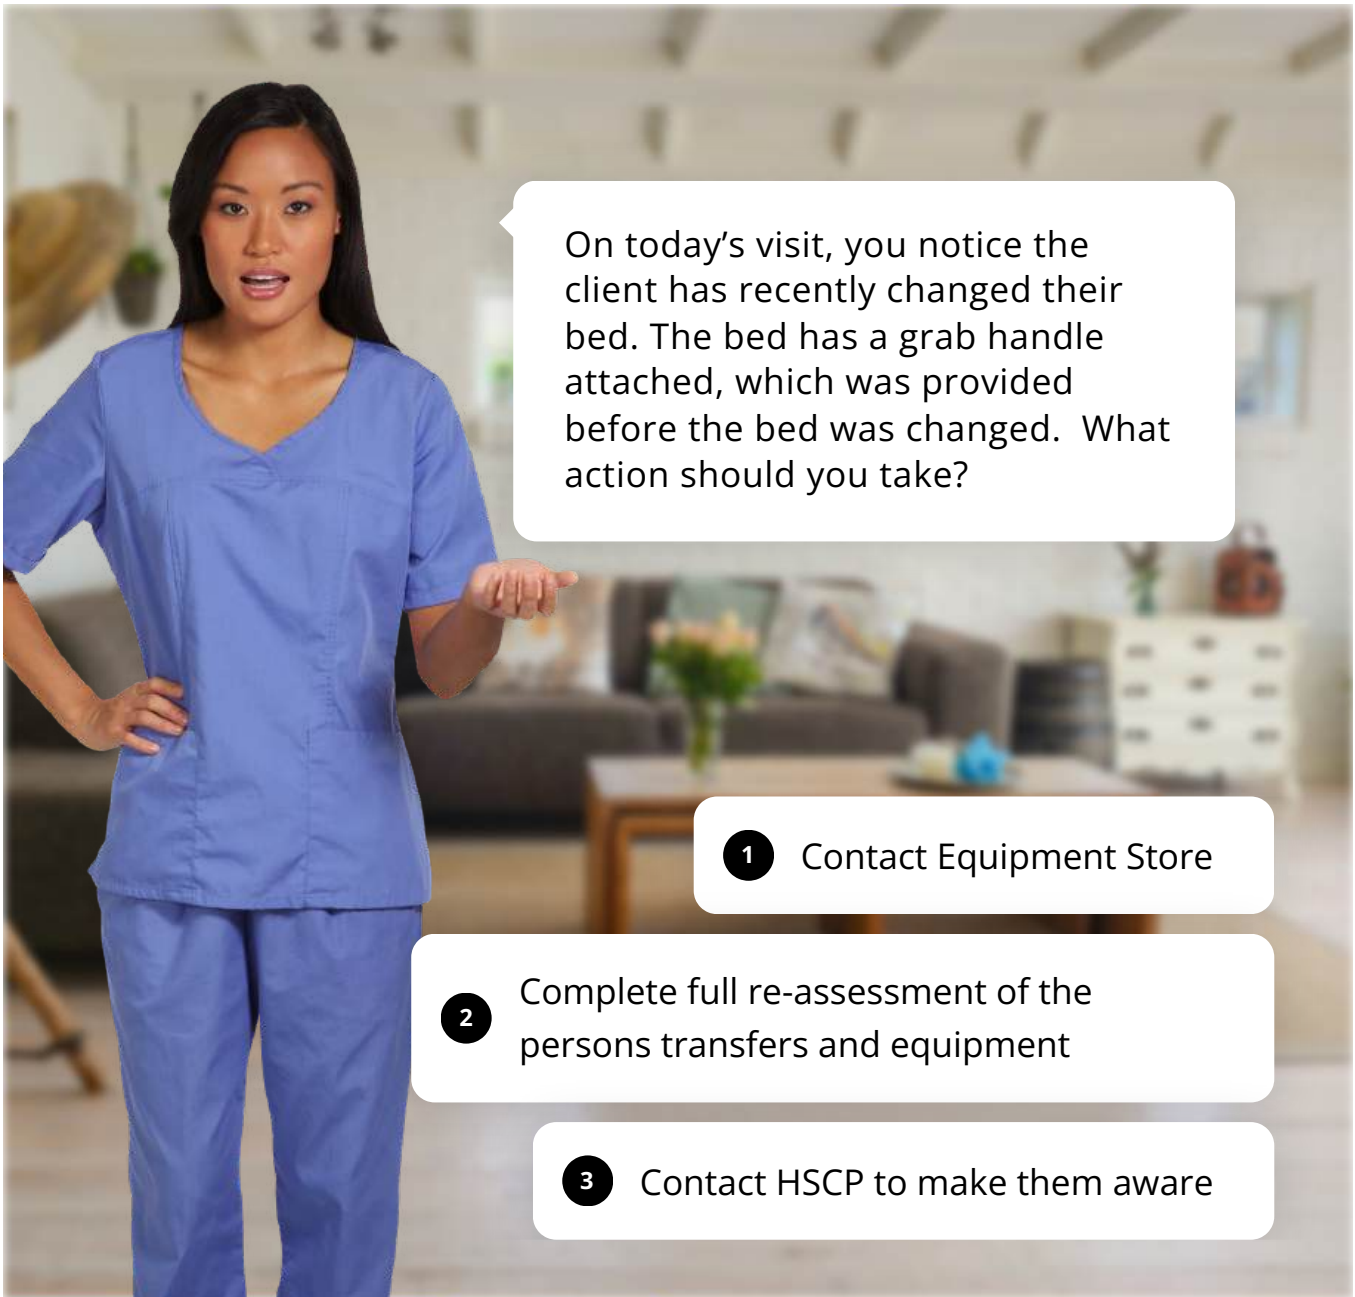 On today’s visit, you notice the
client has recently changed their
bed. The bed has a grab handle
attached, which was provided
before the bed was changed.  What
action should you take?
1 Contact Equipment Store
2 Complete full re-assessment of the
persons transfers and equipment
3 Contact HSCP to make them aware